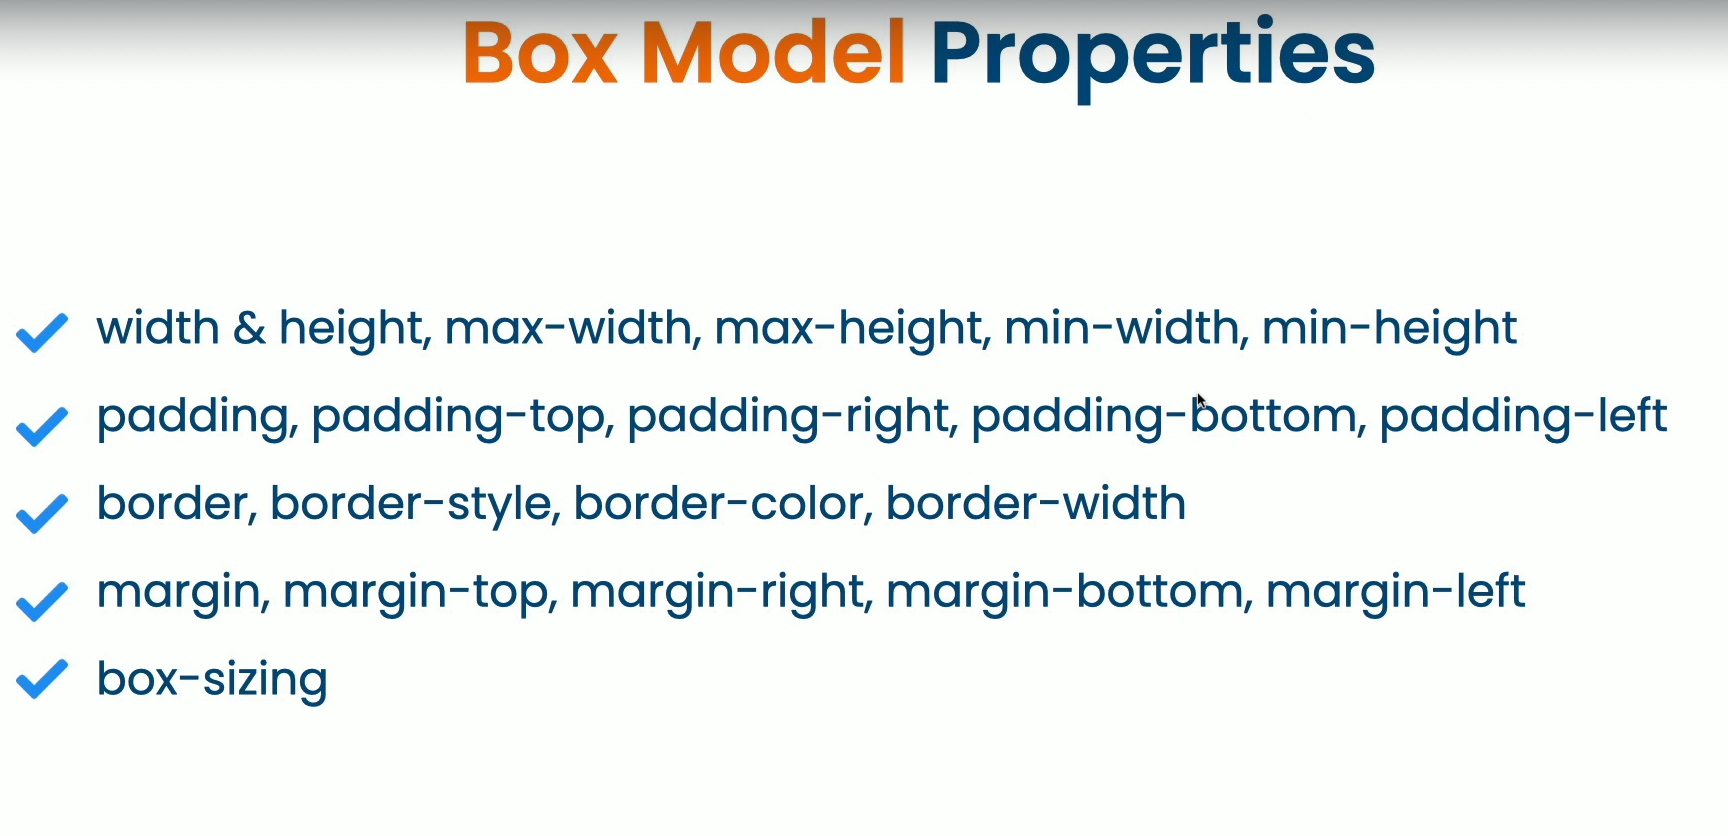 Box Model Properties
width & height, max-width, max-height, min-width, min-height
padding, padding-top, padding-right, padding-bottom, padding-left
border, border-style, border-color, border-width
margin, margin-top, margin-right, margin-bottom, margin-left
box-sizing